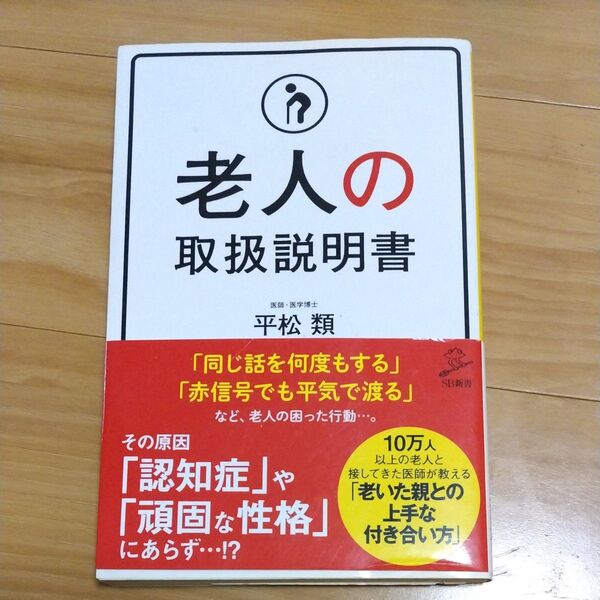 老人の
取扱説明書
医師・医学博士
平松 類
SB新書
「同じ話を何度もする」
「赤信号でも平気で渡る」
など、老人の困った行動…。
その原因
「認知症」や
「頑固な性格」
にあらず…!?
10万人
以上の老人と
接してきた医師が教える
「老いた親との
上手な
付き合い方」